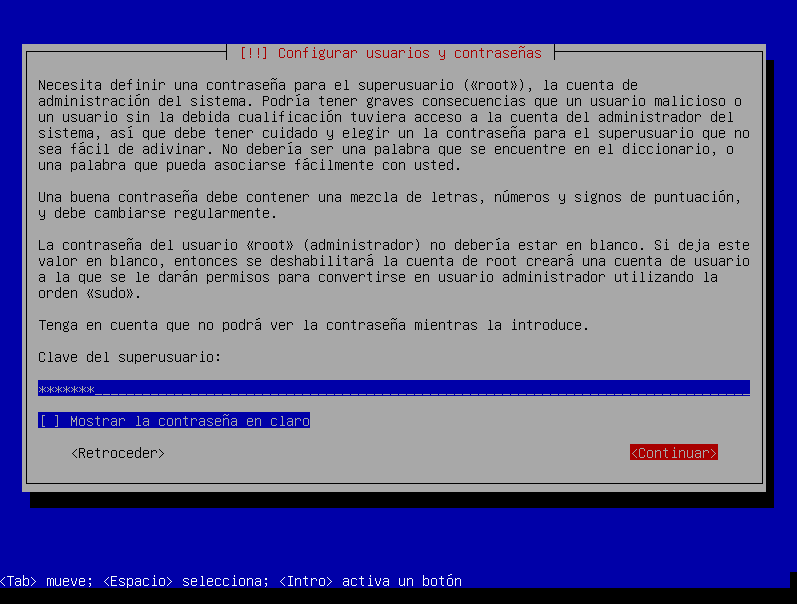 [!!] Configurar usuarios y contraseñas
Necesita definir una contraseña para el superusuario («root»), la cuenta de
administración del sistema. Podría tener graves consecuencias que un usuario malicioso o
un usuario sin la debida cualificación tuviera acceso a la cuenta del administrador del
sistema, así que debe tener cuidado y elegir un la contraseña para el superusuario que no
sea fácil de adivinar. No debería ser una palabra que se encuentre en el diccionario, o
una palabra que pueda asociarse fácilmente con usted.
Una buena contraseña debe contener una mezcla de letras, números y signos de puntuación,
y debe cambiarse regularmente.
La contraseña del usuario «root» (administrador) no debería estar en blanco. Si deja este
valor en blanco, entonces se deshabilitará la cuenta de root creará una cuenta de usuario
a la que se le darán permisos para convertirse en usuario administrador utilizando la
orden «sudo».
Tenga en cuenta que no podrá ver la contraseña mientras la introduce.
Clave del superusuario:
*******
[ ] Mostrar la contraseña en claro
<Retroceder> <Continuar>
<Tab> mueve; <Espacio> selecciona; <Intro> activa un botón